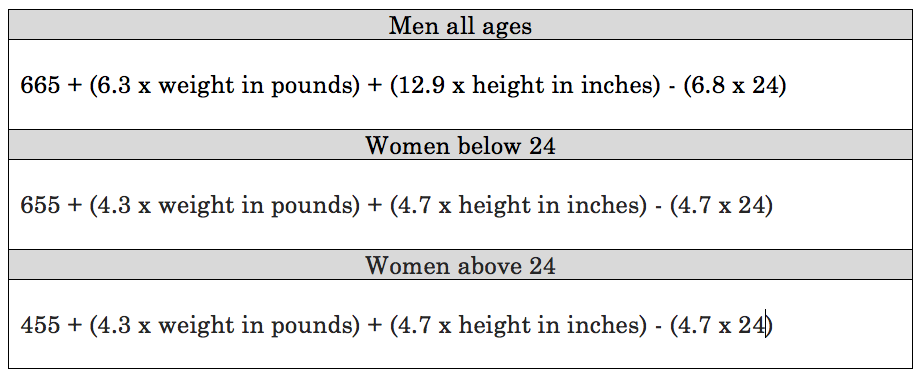 Men all ages
665 + (6.3 x weight in pounds) + (12.9 x height in inches) - (6.8 x 24)
Women below 24
655 + (4.3 x weight in pounds) + (4.7 x height in inches) - (4.7 x 24)
Women above 24
455 + (4.3 x weight in pounds) + (4.7 x height in inches) - (4.7 x 24)